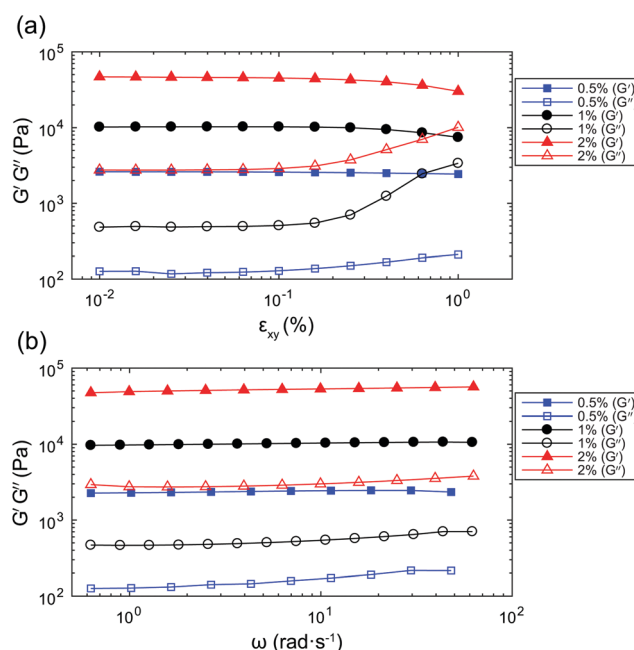 (a)
10⁵
10⁴
10³
10²
G′ G″ (Pa)
10⁻²
10⁻¹
10⁰
εxy (%)
0.5% (G′)
0.5% (G″)
1% (G′)
1% (G″)
2% (G′)
2% (G″)
(b)
10⁵
10⁴
10³
10²
G′ G″ (Pa)
10⁰
10¹
10²
ω (rad·s⁻¹)
0.5% (G′)
0.5% (G″)
1% (G′)
1% (G″)
2% (G′)
2% (G″)